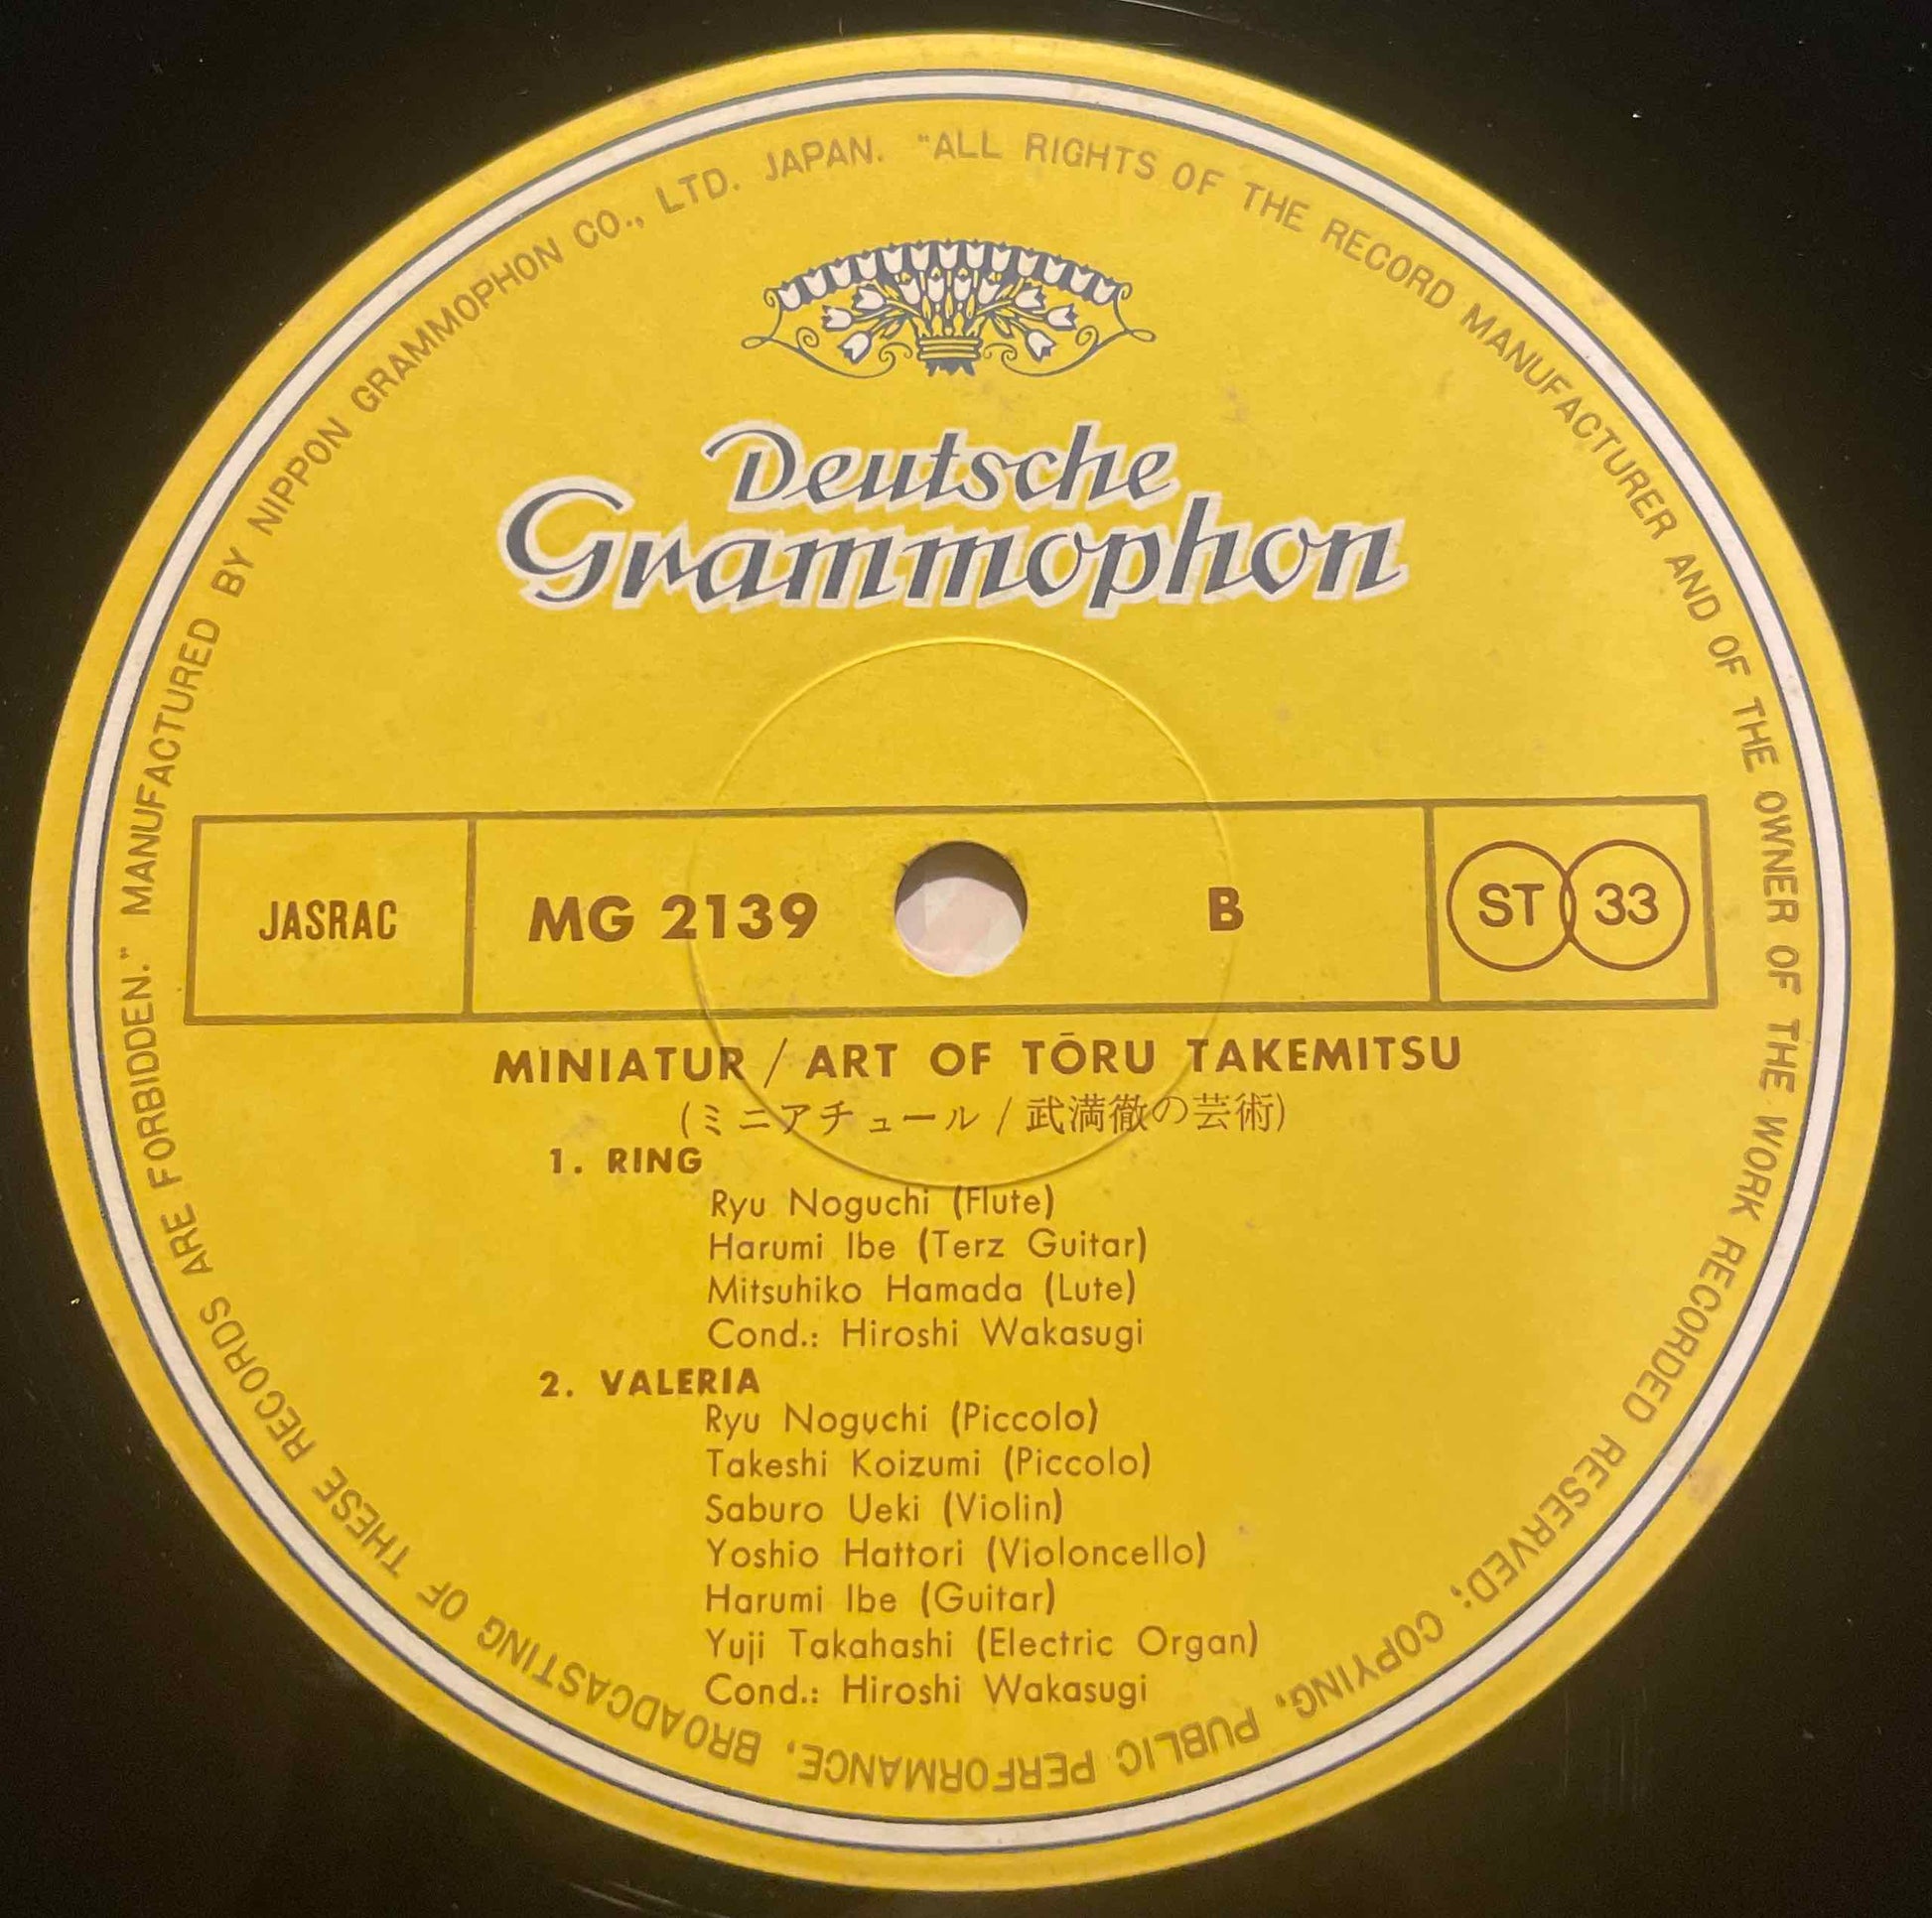 MANUFACTURED BY NIPPON GRAMMOPHON CO., LTD. JAPAN. "ALL RIGHTS OF THE RECORD MANUFACTURER AND OF THE OWNER OF THE WORK RECORDED RESERVED; COPYING, PUBLIC PERFORMANCE, BROADCASTING OF THESE RECORDS ARE FORBIDDEN."
Deutsche
Grammophon
JASRAC MG 2139 B ST 33
MINIATUR / ART OF TŌRU TAKEMITSU
(ミニアチュール / 武満徹の芸術)
1. RING
Ryu Noguchi (Flute)
Harumi Ibe (Terz Guitar)
Mitsuhiko Hamada (Lute)
Cond.: Hiroshi Wakasugi
2. VALERIA
Ryu Noguchi (Piccolo)
Takeshi Koizumi (Piccolo)
Saburo Ueki (Violin)
Yoshio Hattori (Violoncello)
Harumi Ibe (Guitar)
Yuji Takahashi (Electric Organ)
Cond.: Hiroshi Wakasugi